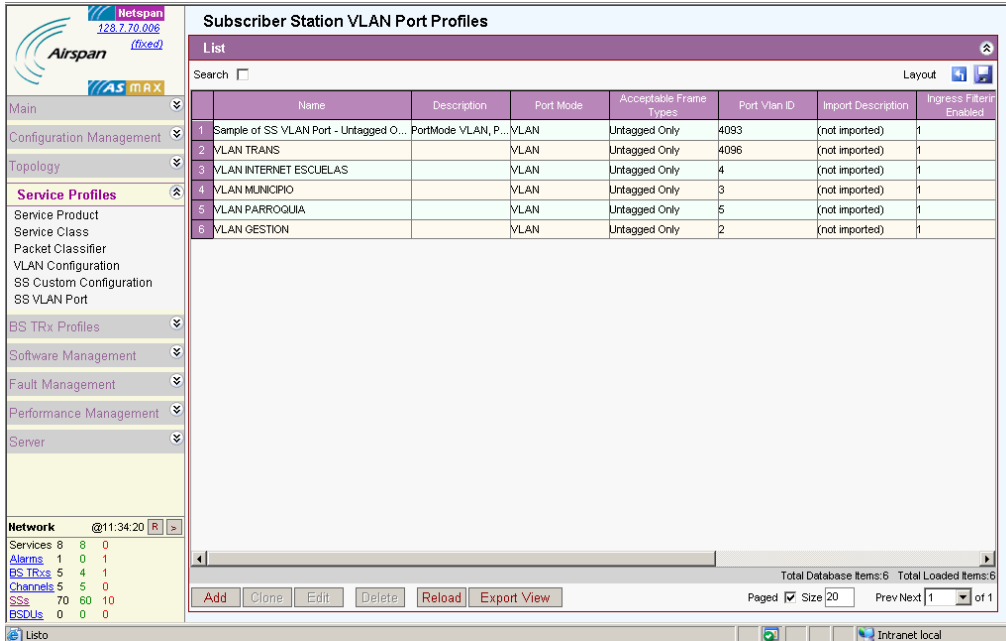 Netspan
128.7.70.006
(fixed)
Airspan
AS MAX
Main
Configuration Management
Topology
Service Profiles
Service Product
Service Class
Packet Classifier
VLAN Configuration
SS Custom Configuration
SS VLAN Port
BS TRx Profiles
Software Management
Fault Management
Performance Management
Server
Network @11:34:20 R >
Services 8 8 0
Alarms 1 0 1
BS TRxs 5 4 1
Channels 5 5 0
SSs 70 60 10
BSDUs 0 0 0
Subscriber Station VLAN Port Profiles
List
Search Layout
Name Description Port Mode Acceptable Frame Types Port Vlan ID Import Description Ingress Filterin Enabled
1 Sample of SS VLAN Port - Untagged O... PortMode VLAN, P... VLAN Untagged Only 4093 (not imported) 1
2 VLAN TRANS VLAN Untagged Only 4096 (not imported) 1
3 VLAN INTERNET ESCUELAS VLAN Untagged Only 4 (not imported) 1
4 VLAN MUNICIPIO VLAN Untagged Only 3 (not imported) 1
5 VLAN PARROQUIA VLAN Untagged Only 5 (not imported) 1
6 VLAN GESTION VLAN Untagged Only 2 (not imported) 1
Total Database Items:6 Total Loaded Items:6
Add Clone Edit Delete Reload Export View Paged Size 20 Prev Next 1 of 1
Listo Intranet local